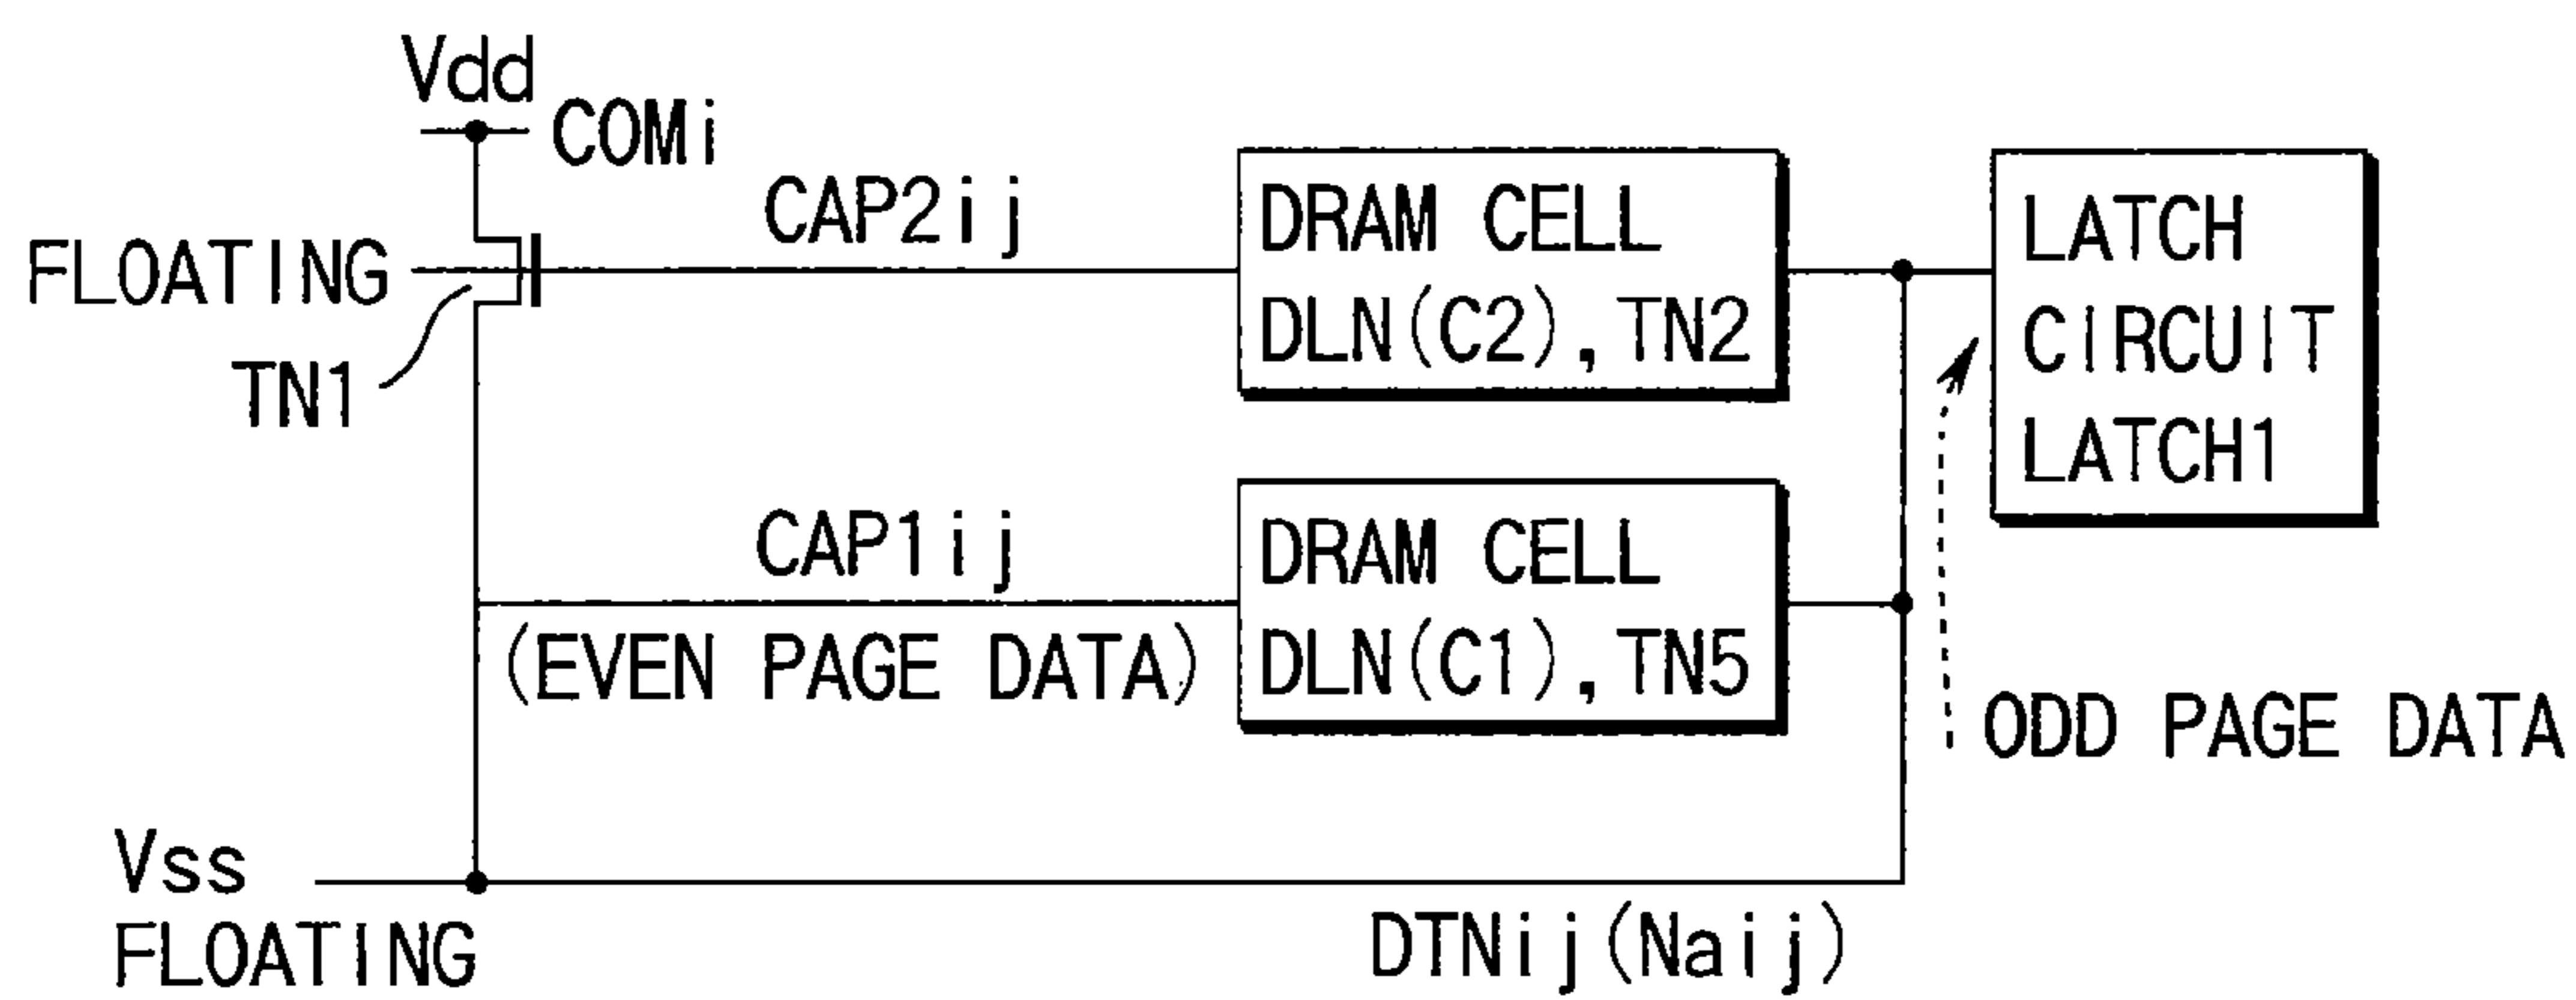 Vdd
COMi
CAP2ij
FLOATING
TN1
DRAM CELL
DLN(C2),TN2
LATCH
CIRCUIT
LATCH1
CAP1ij
(EVEN PAGE DATA)
DRAM CELL
DLN(C1),TN5
ODD PAGE DATA
Vss
FLOATING
DTNij(Naij)